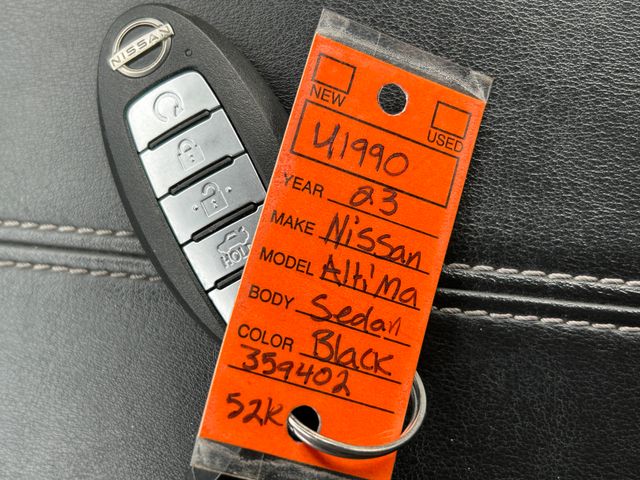 NISSAN
HOLD
NEW
USED
U1990
YEAR 23
MAKE Nissan
MODEL Altima
BODY Sedan
COLOR Black
359402
52K